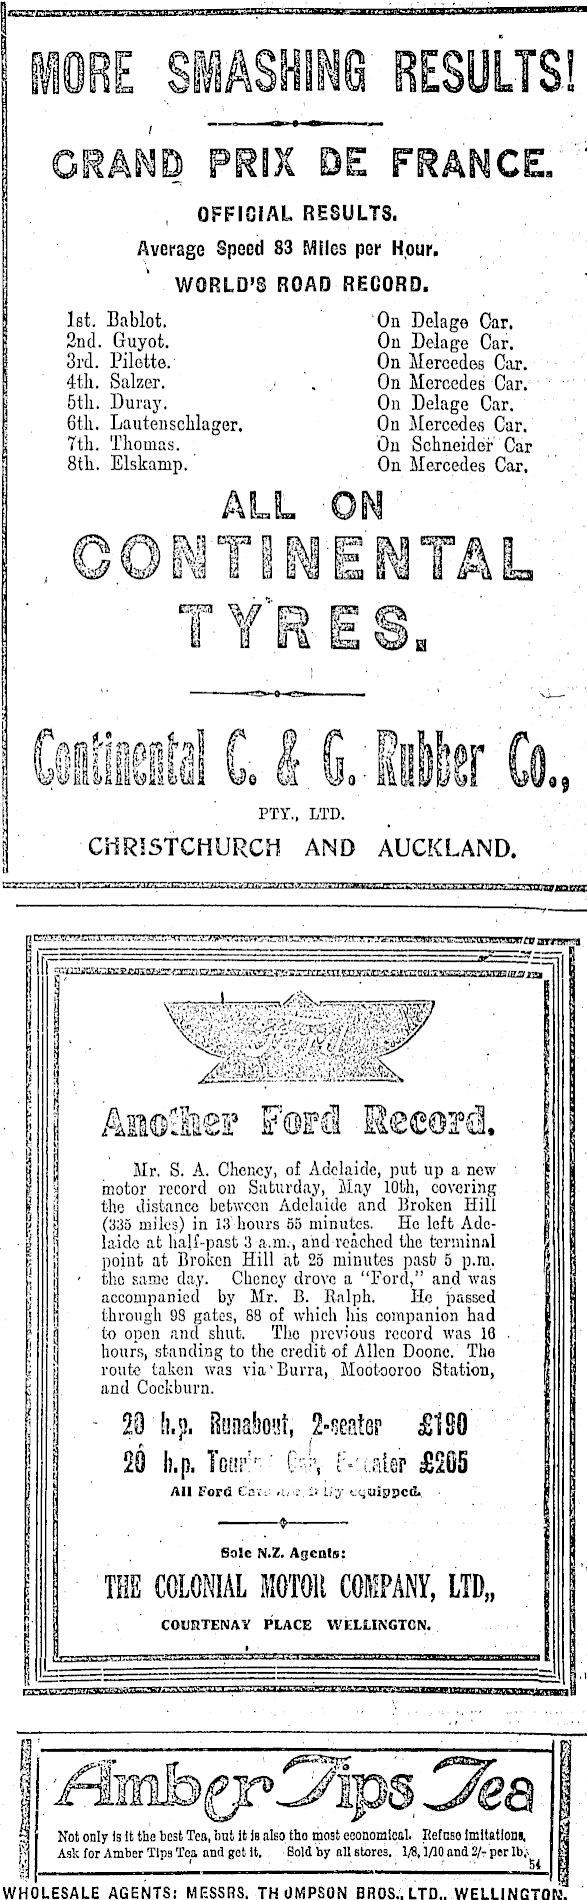 MORE SMASHING RESULTS!
GRAND PRIX DE FRANCE.
OFFICIAL RESULTS.
Average Speed 83 Miles per Hour.
WORLD'S ROAD RECORD.
1st. Bablot. On Delage Car.
2nd. Guyot. On Delage Car.
3rd. Pilette. On Mercedes Car.
4th. Salzer. On Mercedes Car.
5th. Duray. On Delage Car.
6th. Lautenschlager. On Mercedes Car.
7th. Thomas. On Schneider Car
8th. Elskamp. On Mercedes Car.
ALL ON
CONTINENTAL
TYRES.
Continental C. & G. Rubber Co.,
PTY., LTD.
CHRISTCHURCH AND AUCKLAND.
Ford
Another Ford Record.
Mr. S. A. Cheney, of Adelaide, put up a new
motor record on Saturday, May 10th, covering
the distance between Adelaide and Broken Hill
(335 miles) in 13 hours 55 minutes. He left Ade-
laide at half-past 3 a.m., and reached the terminal
point at Broken Hill at 25 minutes past 5 p.m.
the same day. Cheney drove a "Ford," and was
accompanied by Mr. B. Ralph. He passed
through 98 gates, 88 of which his companion had
to open and shut. The previous record was 16
hours, standing to the credit of Allen Doone. The
route taken was via Burra, Mootooroo Station,
and Cockburn.
20 h.p. Runabout, 2-seater £190
20 h.p. Touring Car, £205
All Ford Cars are equipped.
Sole N.Z. Agents:
THE COLONIAL MOTOR COMPANY, LTD.,
COURTENAY PLACE WELLINGTON.
Amber Tips Tea
Not only is it the best Tea, but it is also the most economical. Refuse imitations.
Ask for Amber Tips Tea and get it. Sold by all stores. 1/8, 1/10 and 2/- per lb.
54
WHOLESALE AGENTS: MESSRS. THOMPSON BROS., LTD., WELLINGTON.